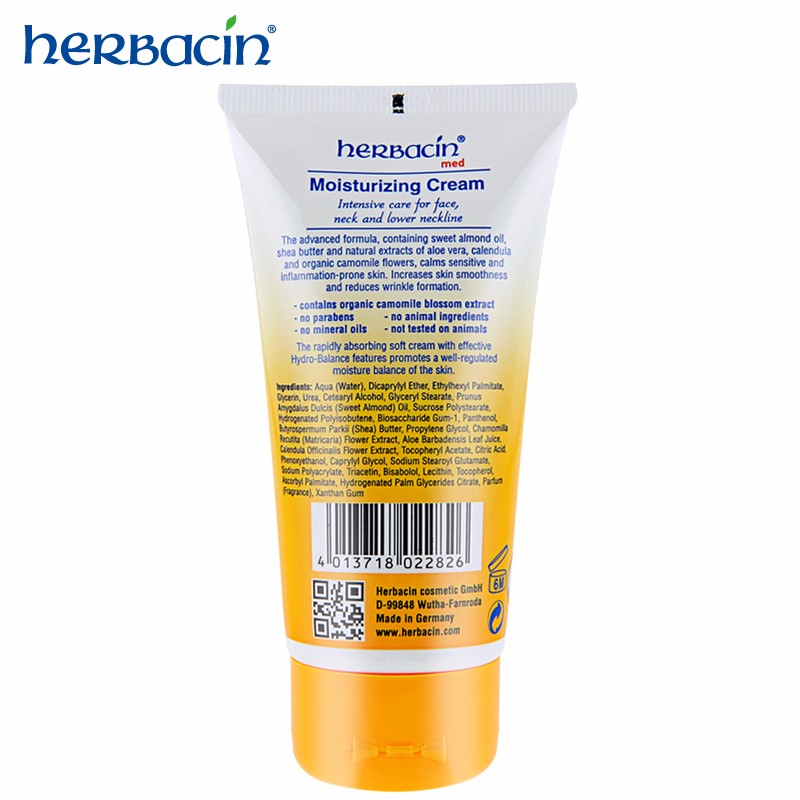 herbacin®
herbacin®
med
Moisturizing Cream
Intensive care for face,
neck and lower neckline
The advanced formula, containing sweet almond oil,
shea butter and natural extracts of aloe vera, calendula
and organic camomile flowers, calms sensitive and
inflammation-prone skin. Increases skin smoothness
and reduces wrinkle formation.
- contains organic camomile blossom extract
- no parabens - no animal ingredients
- no mineral oils - not tested on animals
The rapidly absorbing soft cream with effective
Hydro-Balance features promotes a well-regulated
moisture balance of the skin.
Ingredients: Aqua (Water), Dicaprylyl Ether, Ethylhexyl Palmitate,
Glycerin, Urea, Cetearyl Alcohol, Glyceryl Stearate, Prunus
Amygdalus Dulcis (Sweet Almond) Oil, Sucrose Polystearate,
Hydrogenated Polyisobutene, Biosaccharide Gum-1, Panthenol,
Butyrospermum Parkii (Shea) Butter, Propylene Glycol, Chamomilla
Recutita (Matricaria) Flower Extract, Aloe Barbadensis Leaf Juice,
Calendula Officinalis Flower Extract, Tocopheryl Acetate, Citric Acid,
Phenoxyethanol, Caprylyl Glycol, Sodium Stearoyl Glutamate,
Sodium Polyacrylate, Triacetin, Bisabolol, Lecithin, Tocopherol,
Ascorbyl Palmitate, Hydrogenated Palm Glycerides Citrate, Parfum
(Fragrance), Xanthan Gum
4 013718 022826
6M
Herbacin cosmetic GmbH
D-99848 Wutha-Farnroda
Made in Germany
www.herbacin.com